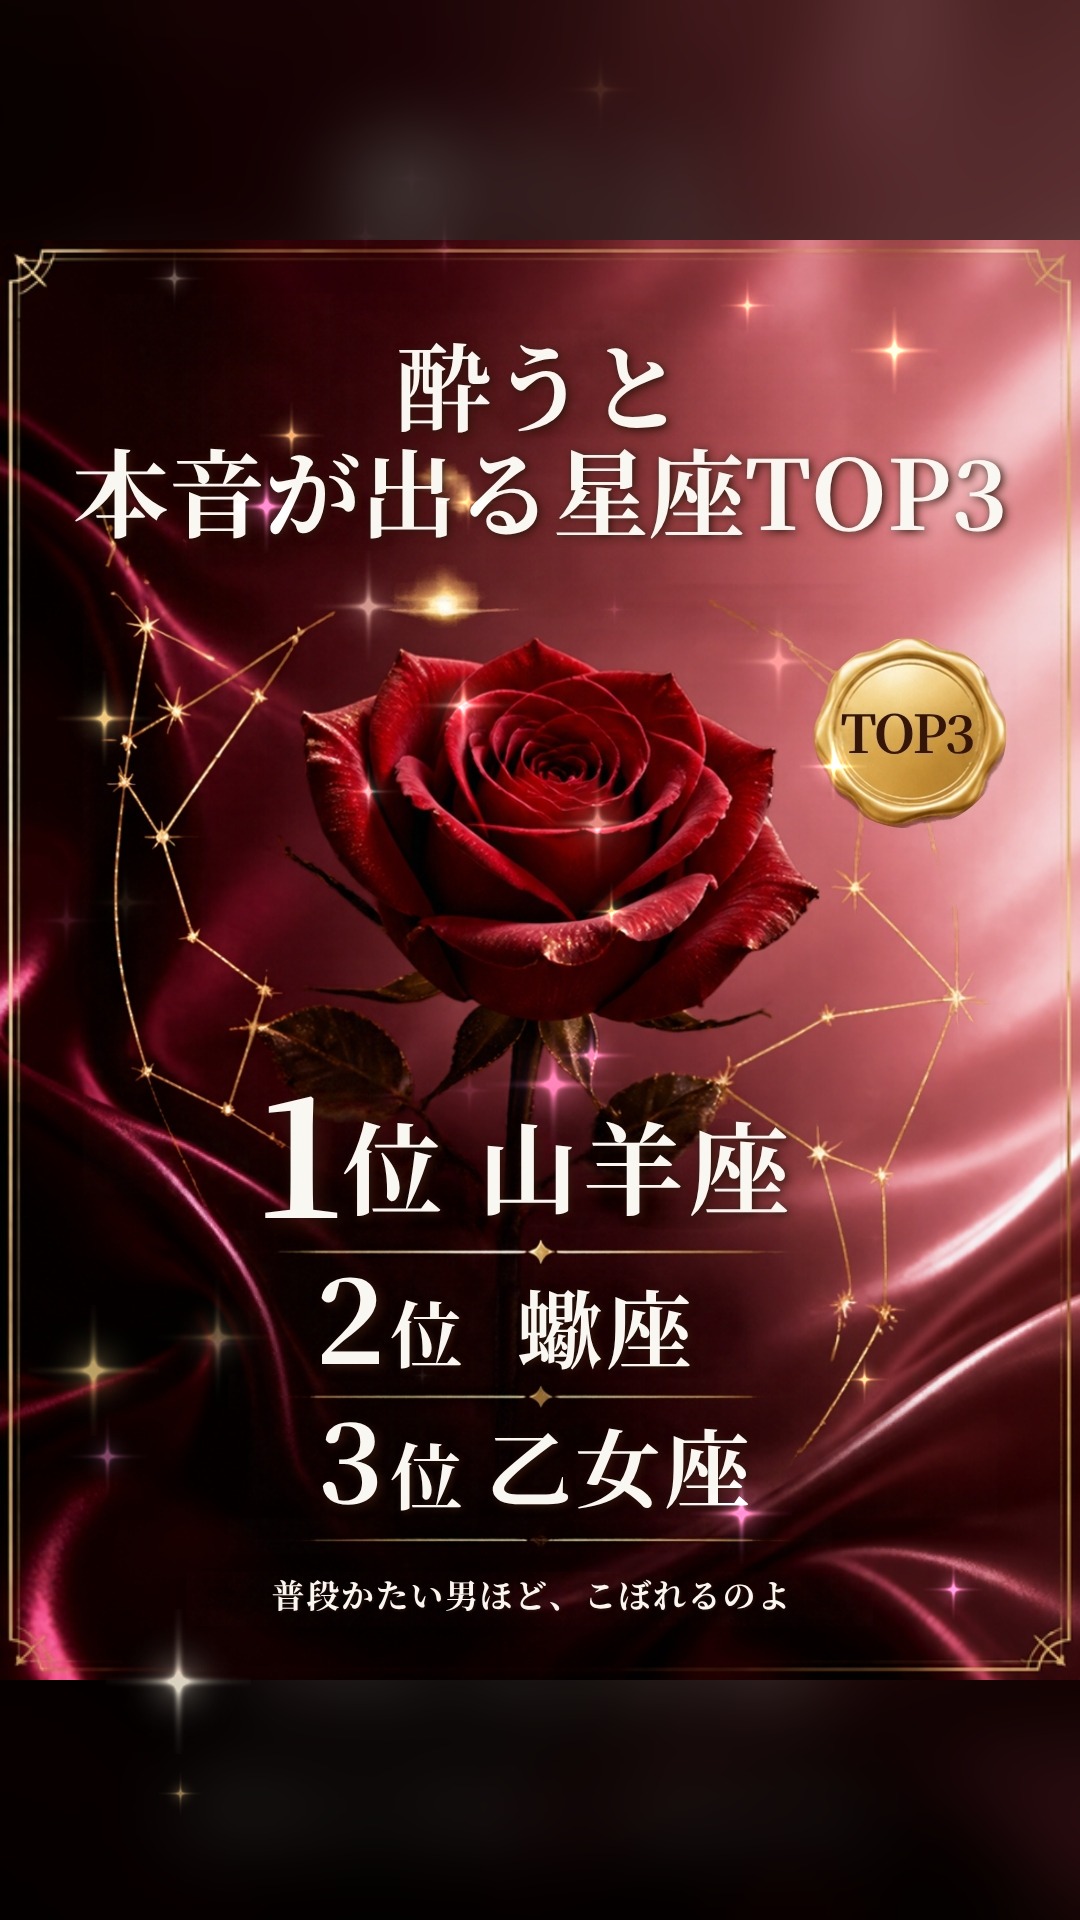 酔うと
本音が出る星座TOP3
TOP3
1位 山羊座
2位 蠍座
3位 乙女座
普段かたい男ほど、こぼれるのよ